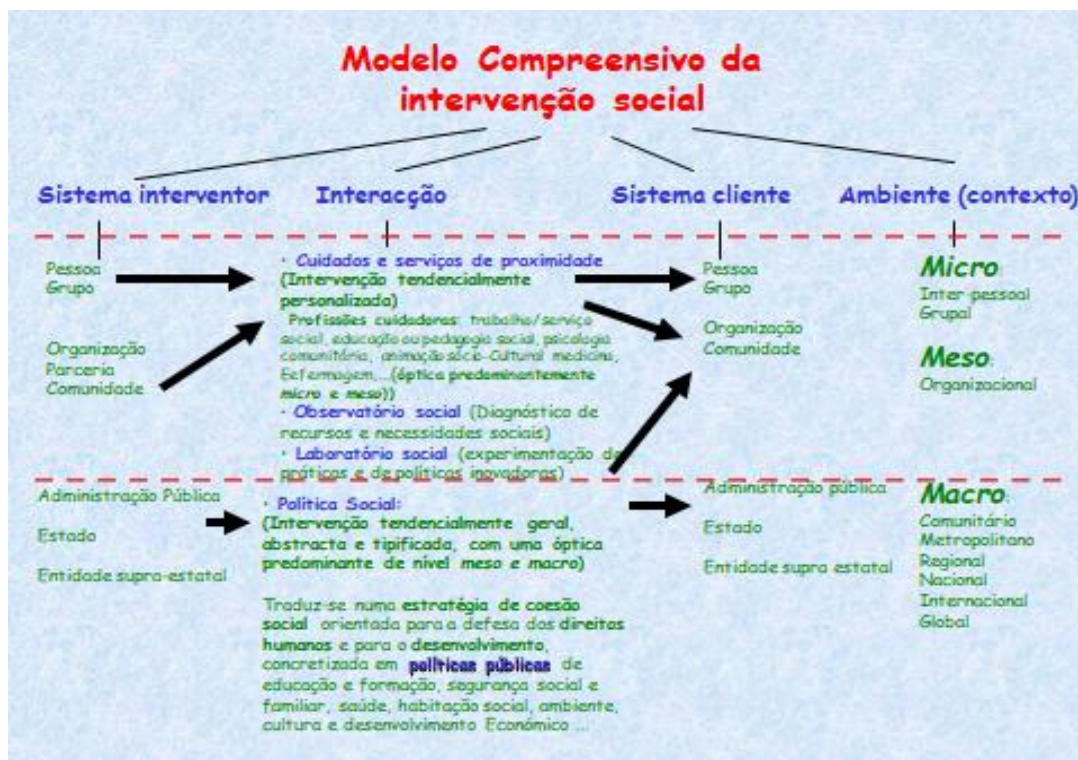 Modelo Compreensivo da
intervenção social
Sistema interventor
Interacção
Sistema cliente
Ambiente (contexto)
Pessoa
Grupo
Organização
Parceria
Comunidade
• Cuidados e serviços de proximidade
(Intervenção tendencialmente
personalizada)
Profissões cuidadoras: trabalho/serviço
social, educação ou pedagogia social, psicologia
comunitária, animação sócio-Cultural medicina,
Enfermagem,...(óptica predominantemente
micro e meso))
• Observatório social (Diagnóstico de
recursos e necessidades sociais)
• Laboratório social (experimentação de
práticas e de políticas inovadoras)
Pessoa
Grupo
Organização
Comunidade
Micro:
Inter-pessoal
Grupal
Meso:
Organizacional
Administração Pública
Estado
Entidade supra-estatal
• Política Social:
(Intervenção tendencialmente geral,
abstracta e tipificada, com uma óptica
predominante de nível meso e macro)
Traduz-se numa estratégia de coesão
social orientada para a defesa dos direitos
humanos e para o desenvolvimento,
concretizada em políticas públicas de
educação e formação, segurança social e
familiar, saúde, habitação social, ambiente,
cultura e desenvolvimento Económico ...
Administração pública
Estado
Entidade supra estatal
Macro:
Comunitário
Metropolitano
Regional
Nacional
Internacional
Global